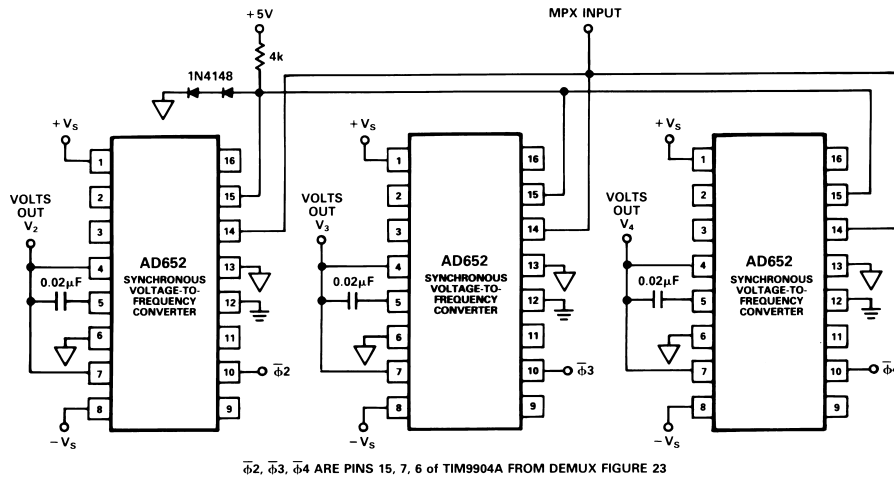 +5V
4k
1N4148
MPX INPUT
+VS
VOLTS
OUT
V2
0.02μF
−VS
1
2
3
4
5
6
7
8
16
15
14
13
12
11
10
9
AD652
SYNCHRONOUS
VOLTAGE-TO-
FREQUENCY
CONVERTER
φ̅2
+VS
VOLTS
OUT
V3
0.02μF
−VS
1
2
3
4
5
6
7
8
16
15
14
13
12
11
10
9
AD652
SYNCHRONOUS
VOLTAGE-TO-
FREQUENCY
CONVERTER
φ̅3
+VS
VOLTS
OUT
V4
0.02μF
−VS
1
2
3
4
5
6
7
8
16
15
14
13
12
11
10
9
AD652
SYNCHRONOUS
VOLTAGE-TO-
FREQUENCY
CONVERTER
φ̅4
φ̅2, φ̅3, φ̅4 ARE PINS 15, 7, 6 of TIM9904A FROM DEMUX FIGURE 23